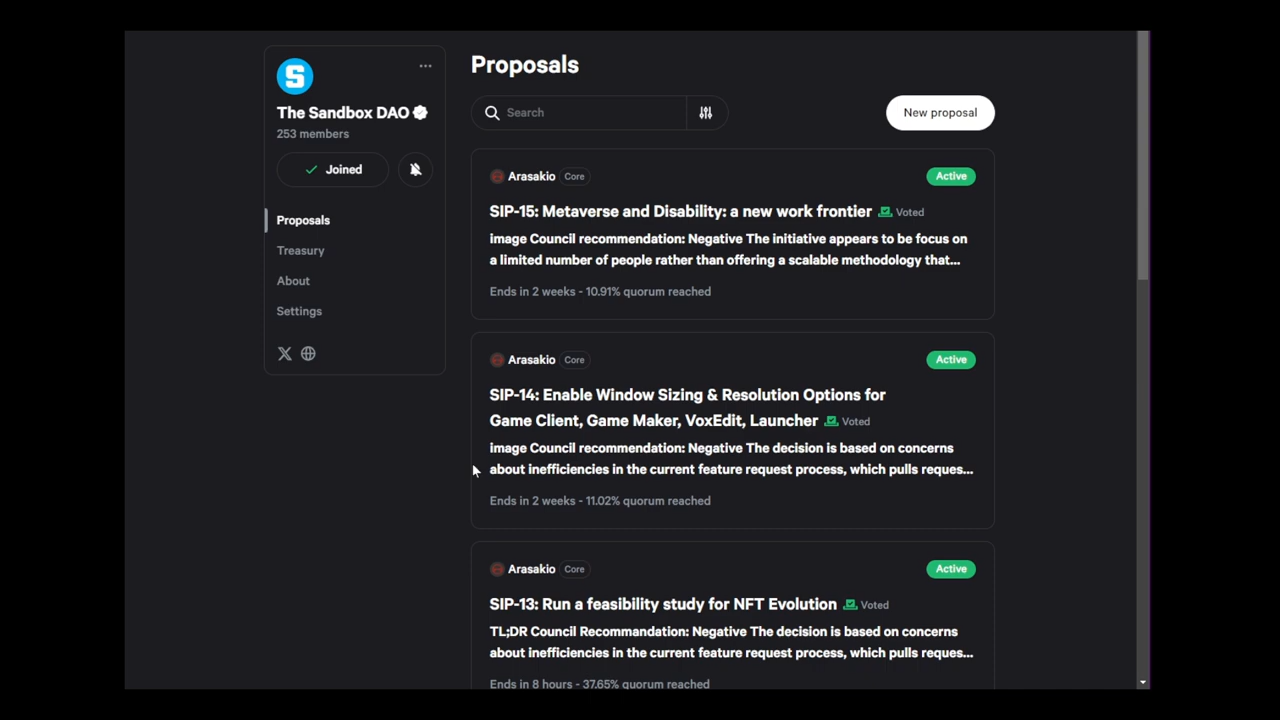 S
The Sandbox DAO
253 members
Joined
Proposals
Treasury
About
Settings
Proposals
Search
New proposal
Arasakio Core Active
SIP-15: Metaverse and Disability: a new work frontier Voted
image Council recommendation: Negative The initiative appears to be focus on
a limited number of people rather than offering a scalable methodology that...
Ends in 2 weeks - 10.91% quorum reached
Arasakio Core Active
SIP-14: Enable Window Sizing & Resolution Options for
Game Client, Game Maker, VoxEdit, Launcher Voted
image Council recommendation: Negative The decision is based on concerns
about inefficiencies in the current feature request process, which pulls reques...
Ends in 2 weeks - 11.02% quorum reached
Arasakio Core Active
SIP-13: Run a feasibility study for NFT Evolution Voted
TL;DR Council Recommandation: Negative The decision is based on concerns
about inefficiencies in the current feature request process, which pulls reques...
Ends in 8 hours - 37.65% quorum reached